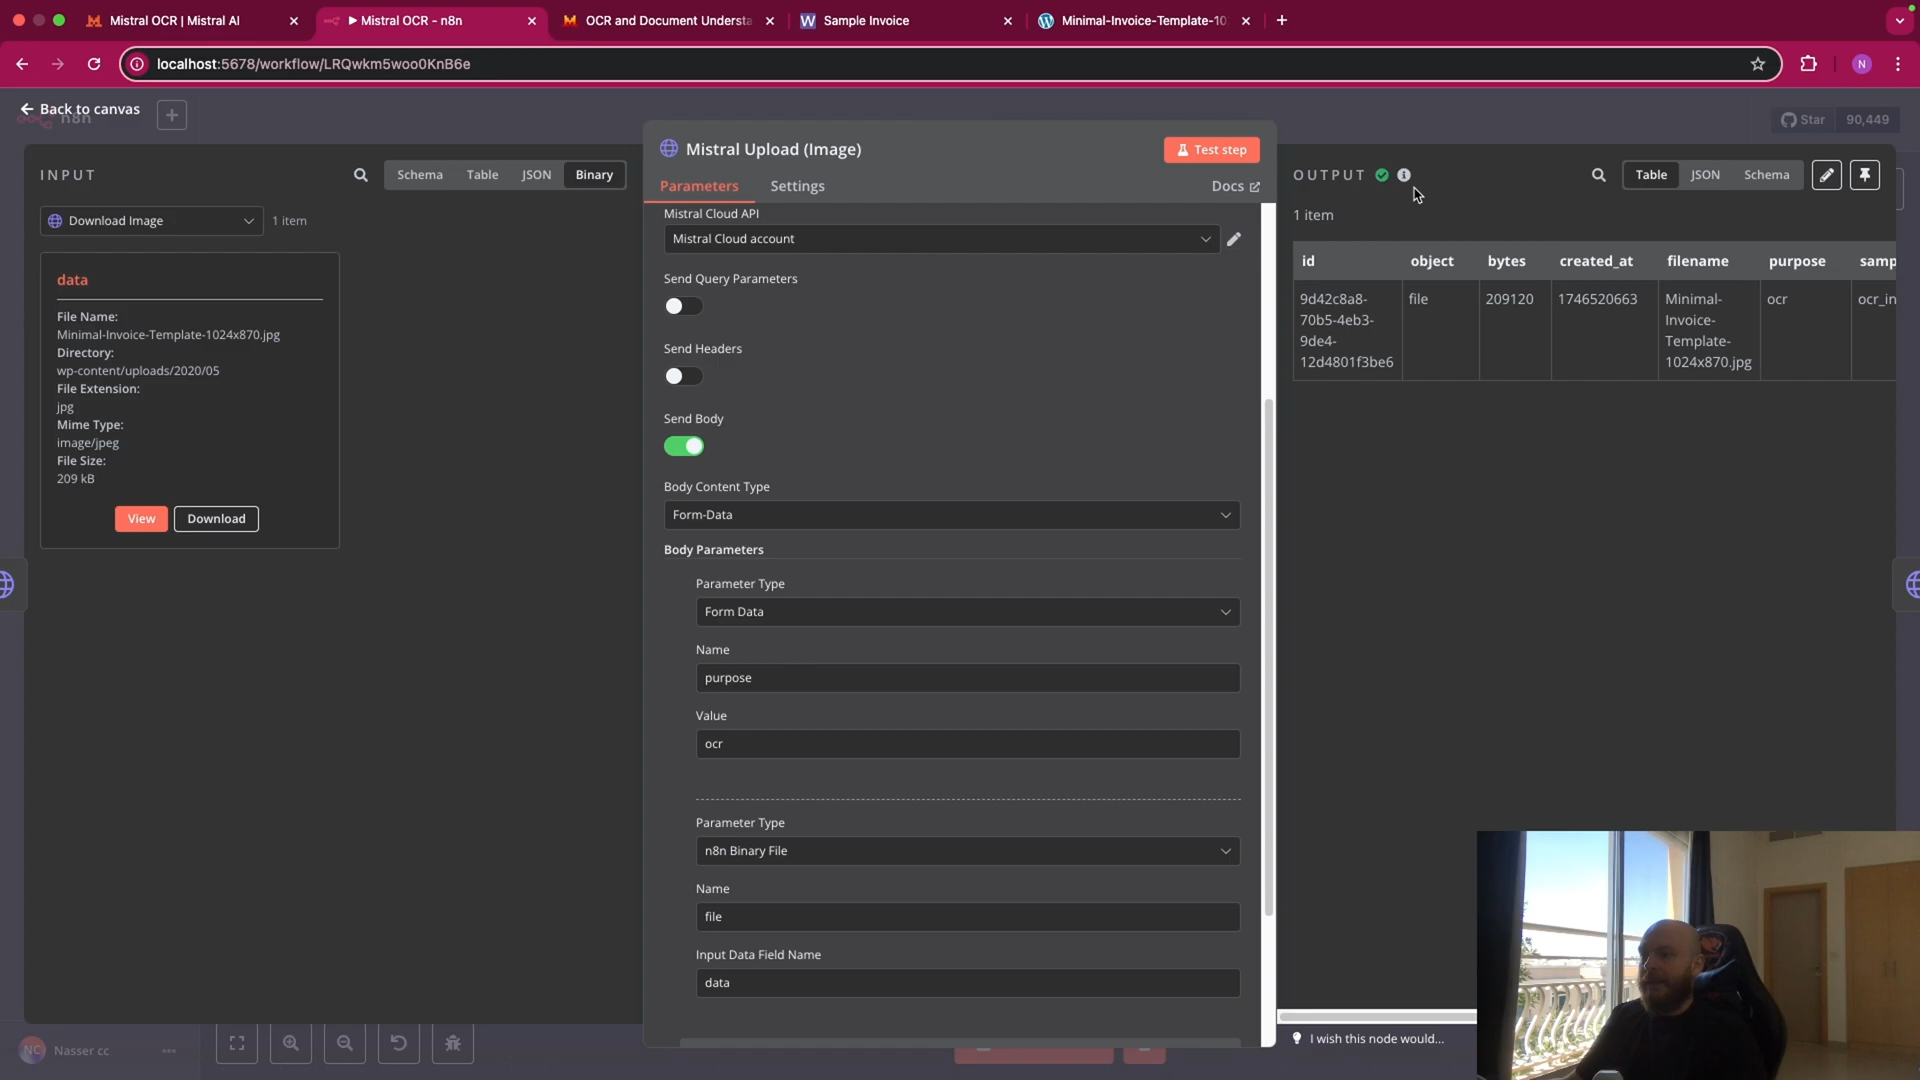 Mistral OCR | Mistral AI
▶ Mistral OCR - n8n
OCR and Document Understa
Sample Invoice
Minimal-Invoice-Template-10
localhost:5678/workflow/LRQwkm5woo0KnB6e
N
Back to canvas
n8n
Star
90,449
INPUT
Schema
Table
JSON
Binary
Download Image
1 item
data
File Name:
Minimal-Invoice-Template-1024x870.jpg
Directory:
wp-content/uploads/2020/05
File Extension:
jpg
Mime Type:
image/jpeg
File Size:
209 kB
View
Download
Mistral Upload (Image)
Test step
Parameters
Settings
Docs
Mistral Cloud API
Mistral Cloud account
Send Query Parameters
Send Headers
Send Body
Body Content Type
Form-Data
Body Parameters
Parameter Type
Form Data
Name
purpose
Value
ocr
Parameter Type
n8n Binary File
Name
file
Input Data Field Name
data
OUTPUT
Table
JSON
Schema
1 item
id object bytes created_at filename purpose samp
9d42c8a8- file 209120 1746520663 Minimal- ocr ocr_in
70b5-4eb3- Invoice-
9de4- Template-
12d4801f3be6 1024x870.jpg
I wish this node would...
NC
Nasser cc